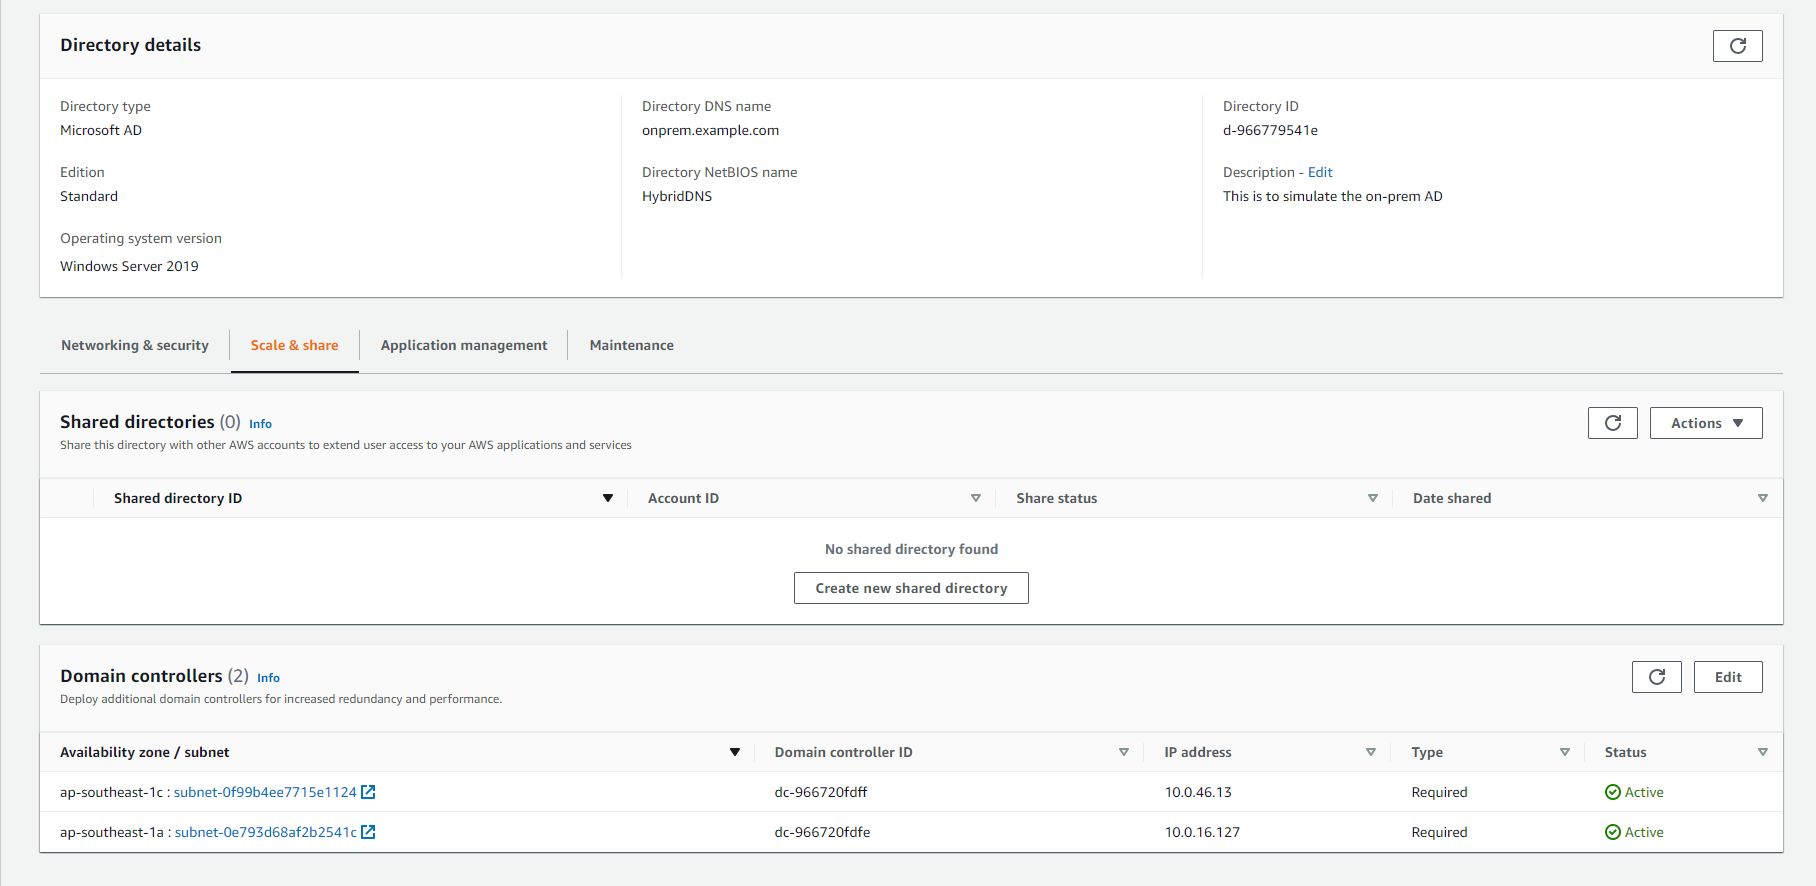 Directory details
Directory type
Microsoft AD
Edition
Standard
Operating system version
Windows Server 2019
Directory DNS name
onprem.example.com
Directory NetBIOS name
HybridDNS
Directory ID
d-966779541e
Description - Edit
This is to simulate the on-prem AD
Networking & security Scale & share Application management Maintenance
Shared directories (0) Info
Share this directory with other AWS accounts to extend user access to your AWS applications and services
Actions
Shared directory ID Account ID Share status Date shared
No shared directory found
Create new shared directory
Domain controllers (2) Info
Deploy additional domain controllers for increased redundancy and performance.
Edit
Availability zone / subnet Domain controller ID IP address Type Status
ap-southeast-1c : subnet-0f99b4ee7715e1124 dc-966720fdff 10.0.46.13 Required Active
ap-southeast-1a : subnet-0e793d68af2b2541c dc-966720fdfe 10.0.16.127 Required Active